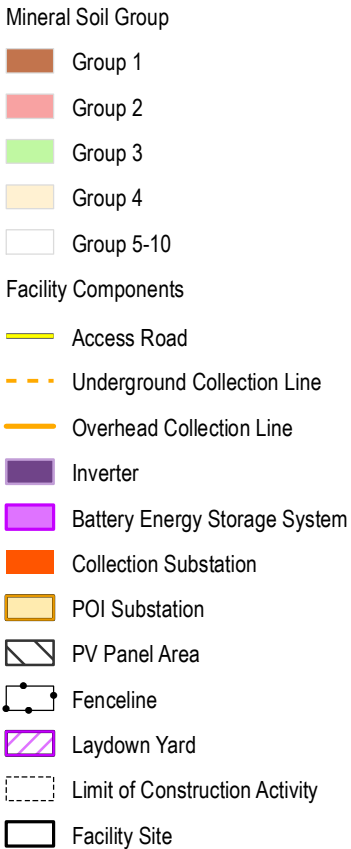 Mineral Soil Group
Group 1
Group 2
Group 3
Group 4
Group 5-10
Facility Components
Access Road
Underground Collection Line
Overhead Collection Line
Inverter
Battery Energy Storage System
Collection Substation
POI Substation
PV Panel Area
Fenceline
Laydown Yard
Limit of Construction Activity
Facility Site